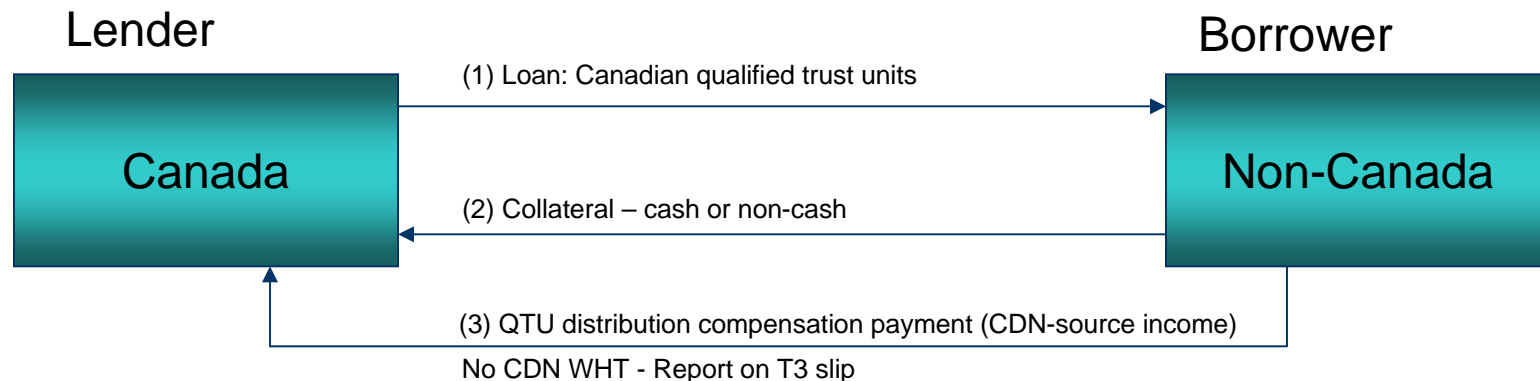 Lender
Borrower
(1) Loan: Canadian qualified trust units
Canada
Non-Canada
(2) Collateral – cash or non-cash
(3) QTU distribution compensation payment (CDN-source income)
No CDN WHT - Report on T3 slip